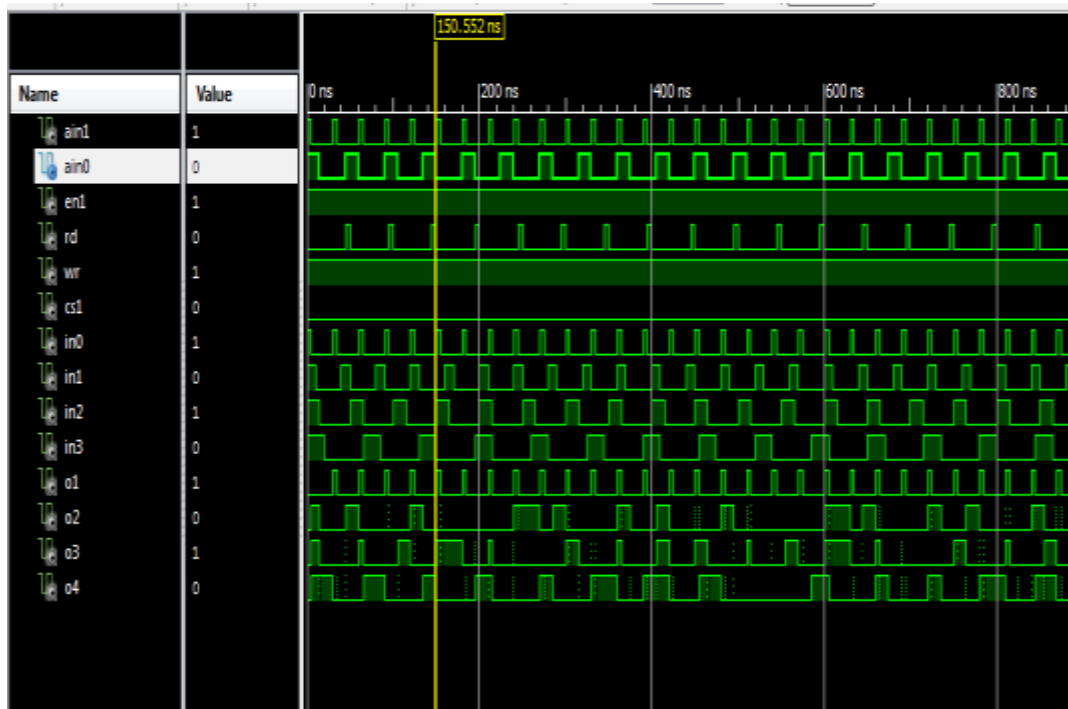 150.552 ns
Name Value 0 ns 200 ns 400 ns 600 ns 800 ns
ain1 1
ain0 0
en1 1
rd 0
wr 1
cs1 0
in0 1
in1 0
in2 1
in3 0
o1 1
o2 0
o3 1
o4 0